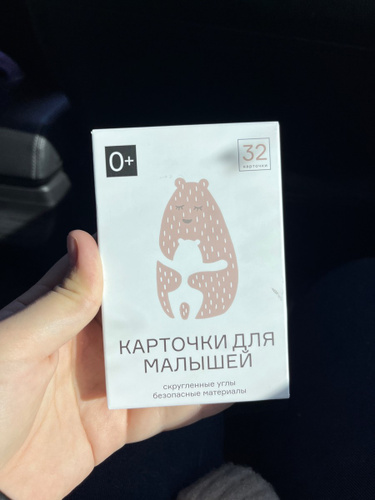 0+
32
карточки
КАРТОЧКИ ДЛЯ
МАЛЫШЕЙ
скругленные углы
безопасные материалы